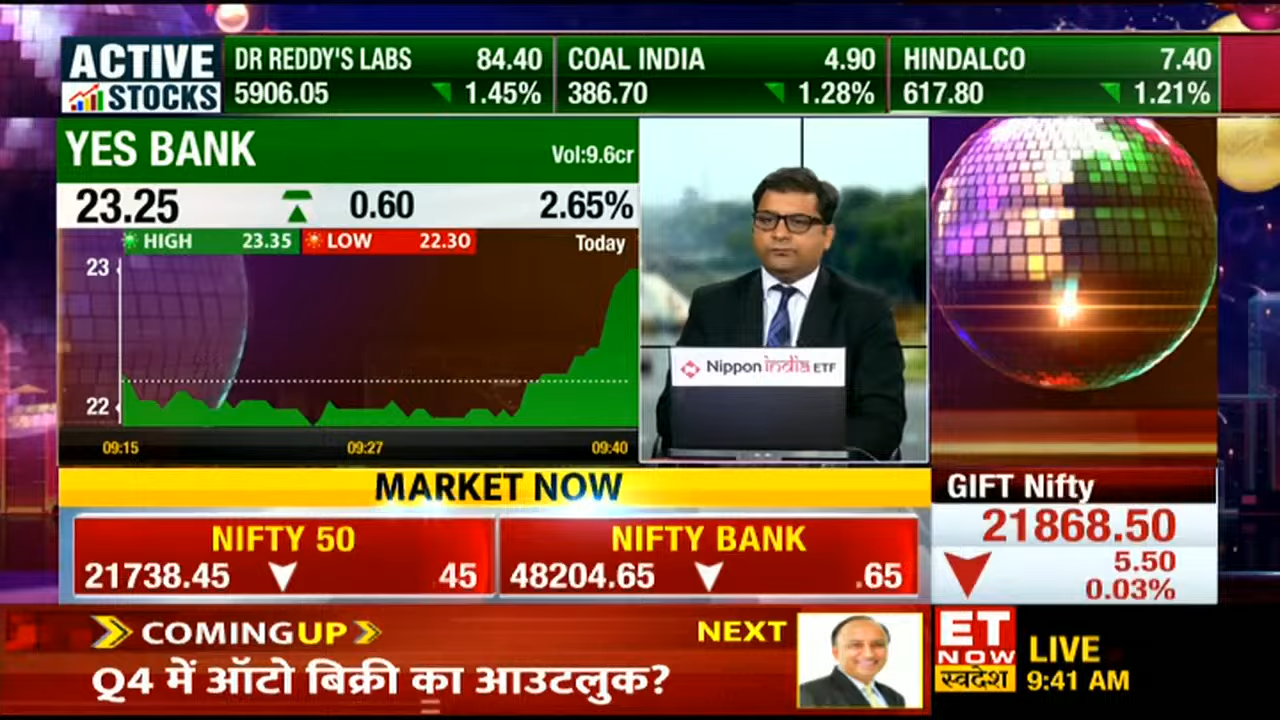 ACTIVE STOCKS
DR REDDY'S LABS 84.40
5906.05 1.45%
COAL INDIA 4.90
386.70 1.28%
HINDALCO 7.40
617.80 1.21%
YES BANK Vol:9.6cr
23.25 0.60 2.65%
HIGH 23.35 LOW 22.30 Today
23
22
09:15 09:27 09:40
Nippon india ETF
MARKET NOW
NIFTY 50
21738.45 .45
NIFTY BANK
48204.65 .65
GIFT Nifty
21868.50
5.50
0.03%
COMING UP
NEXT
Q4 में ऑटो बिक्री का आउटलुक?
ET
NOW
स्वदेश
LIVE
9:41 AM